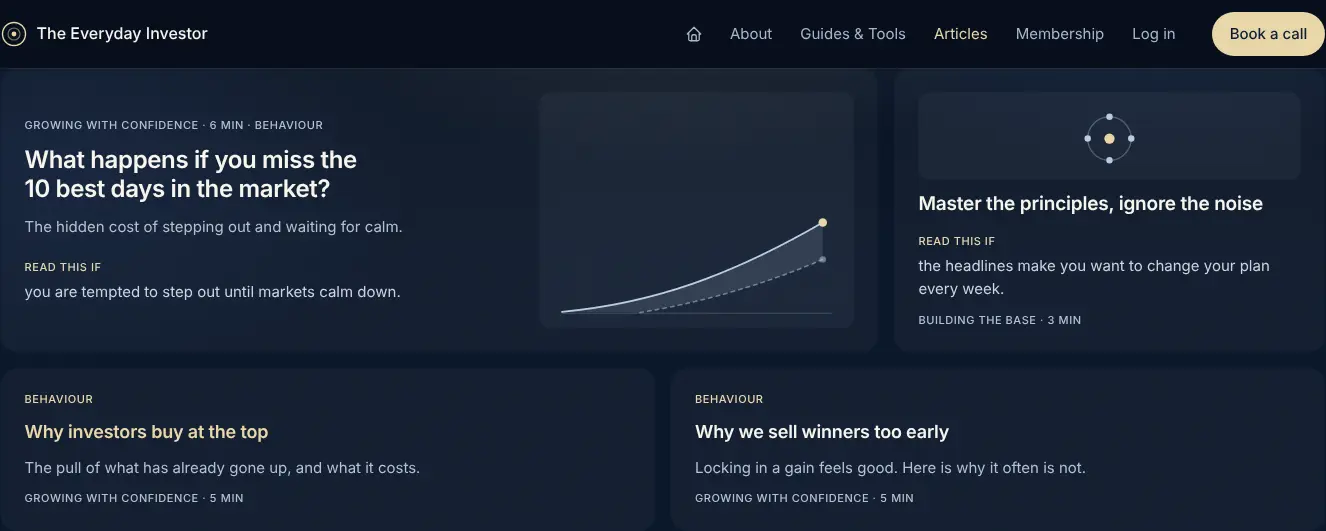 The Everyday Investor
About
Guides & Tools
Articles
Membership
Log in
Book a call
GROWING WITH CONFIDENCE · 6 MIN · BEHAVIOUR
What happens if you miss the
10 best days in the market?
The hidden cost of stepping out and waiting for calm.
READ THIS IF
you are tempted to step out until markets calm down.
Master the principles, ignore the noise
READ THIS IF
the headlines make you want to change your plan
every week.
BUILDING THE BASE · 3 MIN
BEHAVIOUR
Why investors buy at the top
The pull of what has already gone up, and what it costs.
GROWING WITH CONFIDENCE · 5 MIN
BEHAVIOUR
Why we sell winners too early
Locking in a gain feels good. Here is why it often is not.
GROWING WITH CONFIDENCE · 5 MIN